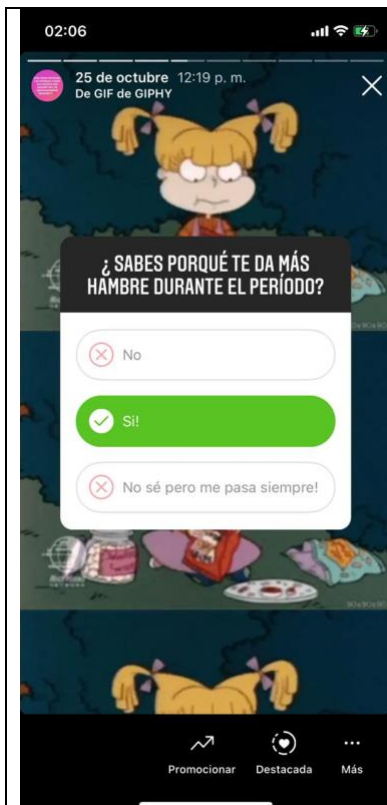 02:06
25 de octubre 12:19 p. m.
De GIF de GIPHY
¿ SABES PORQUÉ TE DA MÁS
HAMBRE DURANTE EL PERÍODO?
No
Si!
No sé pero me pasa siempre!
Promocionar Destacada Más